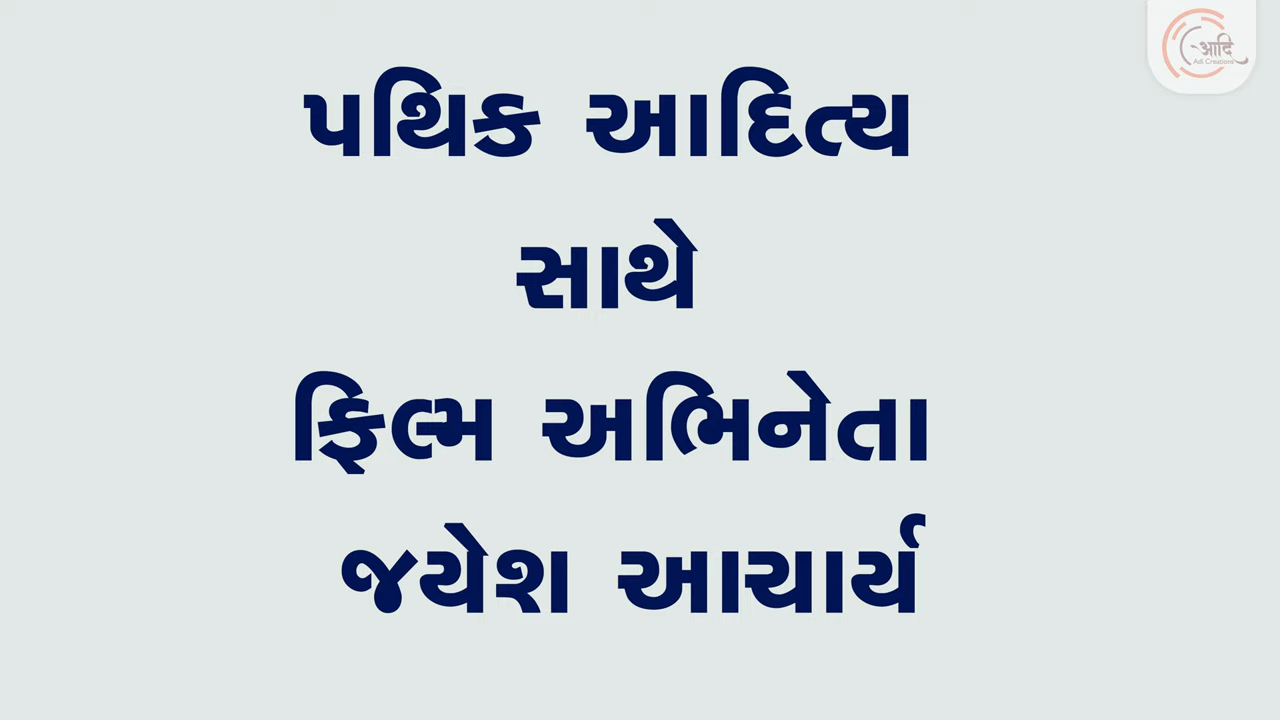 आदि
Adi Creations
પથિક આદિત્ય
સાથે
ફિલ્મ અભિનેતા
જયેશ આચાર્ય